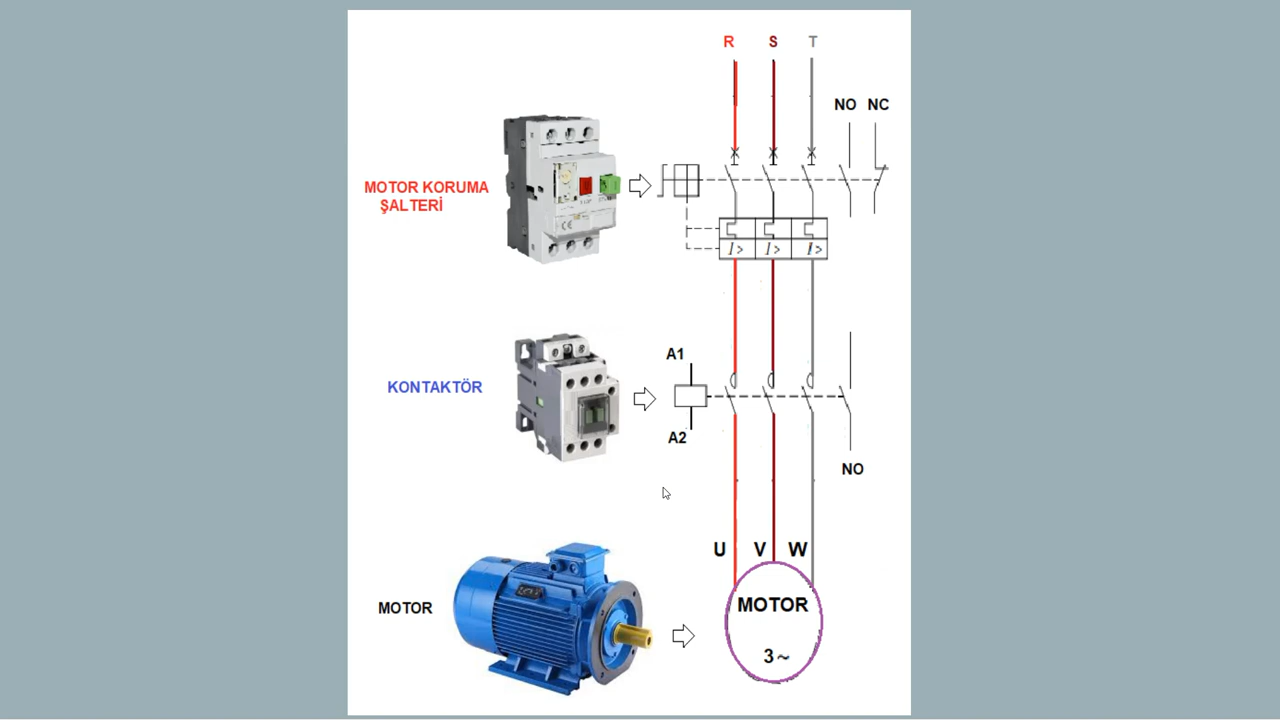 R S T
NO NC
MOTOR KORUMA
ŞALTERİ
I > I > I >
A1
KONTAKTÖR
A2
NO
U V W
MOTOR
MOTOR
3 ~